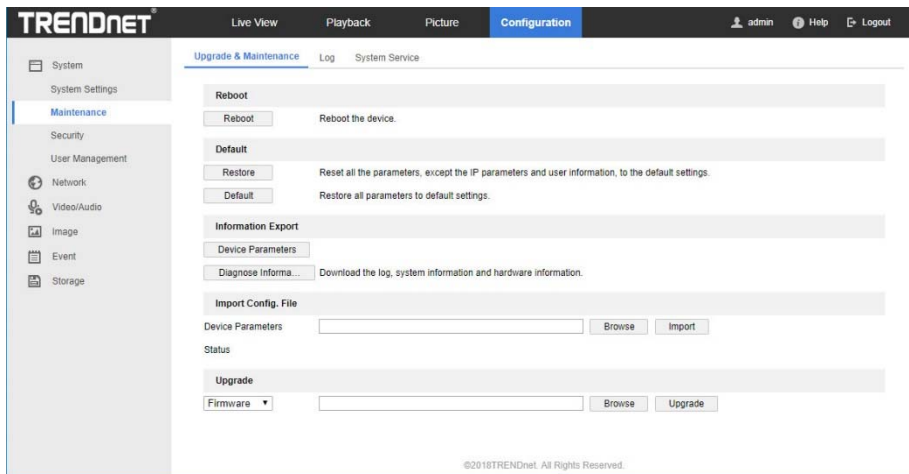 TRENDnet®
Live View Playback Picture Configuration admin Help Logout
System
System Settings
Maintenance
Security
User Management
Network
Video/Audio
Image
Event
Storage
Upgrade & Maintenance Log System Service
Reboot
Reboot Reboot the device.
Default
Restore Reset all the parameters, except the IP parameters and user information, to the default settings.
Default Restore all parameters to default settings.
Information Export
Device Parameters
Diagnose Informa... Download the log, system information and hardware information.
Import Config. File
Device Parameters Browse Import
Status
Upgrade
Firmware Browse Upgrade
©2018TRENDnet. All Rights Reserved.